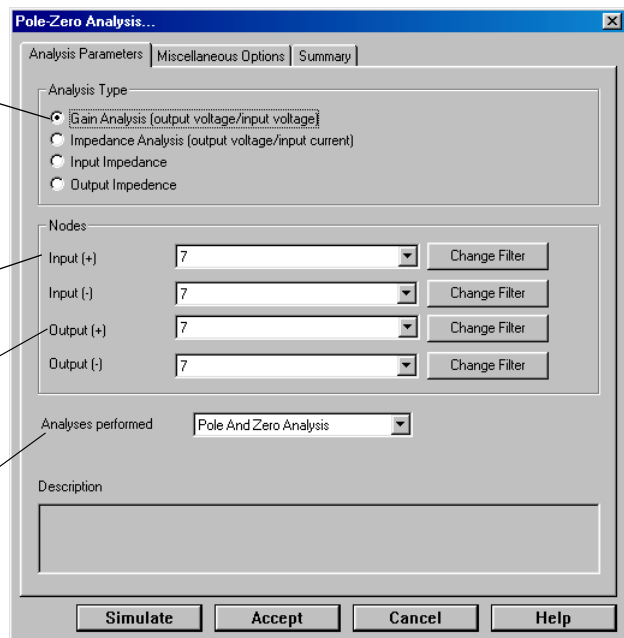 Pole-Zero Analysis...
Analysis Parameters Miscellaneous Options Summary
Analysis Type
Gain Analysis (output voltage/input voltage)
Impedance Analysis (output voltage/input current)
Input Impedance
Output Impedence
Nodes
Input (+) 7 Change Filter
Input (-) 7 Change Filter
Output (+) 7 Change Filter
Output (-) 7 Change Filter
Analyses performed Pole And Zero Analysis
Description
Simulate Accept Cancel Help